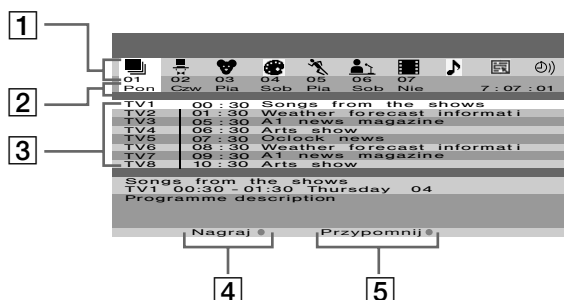 1
01 02 03 04 05 06 07
2
Pon Czw Pia Sob Pia Sob Nie 7 : 07 : 01
3
TV1 00 : 30 Songs from the shows
TV2 01 : 30 Weather forecast informati
TV3 05 : 30 A1 news magazine
TV4 06 : 30 Arts show
TV5 07 : 30 Oclock news
TV6 08 : 30 Weather forecast informati
TV7 09 : 30 A1 news magazine
TV8 10 : 30 Arts show
Songs from the shows
TV1 00:30 - 01:30 Thursday 04
Programme description
Nagraj Przypomnij
4 5